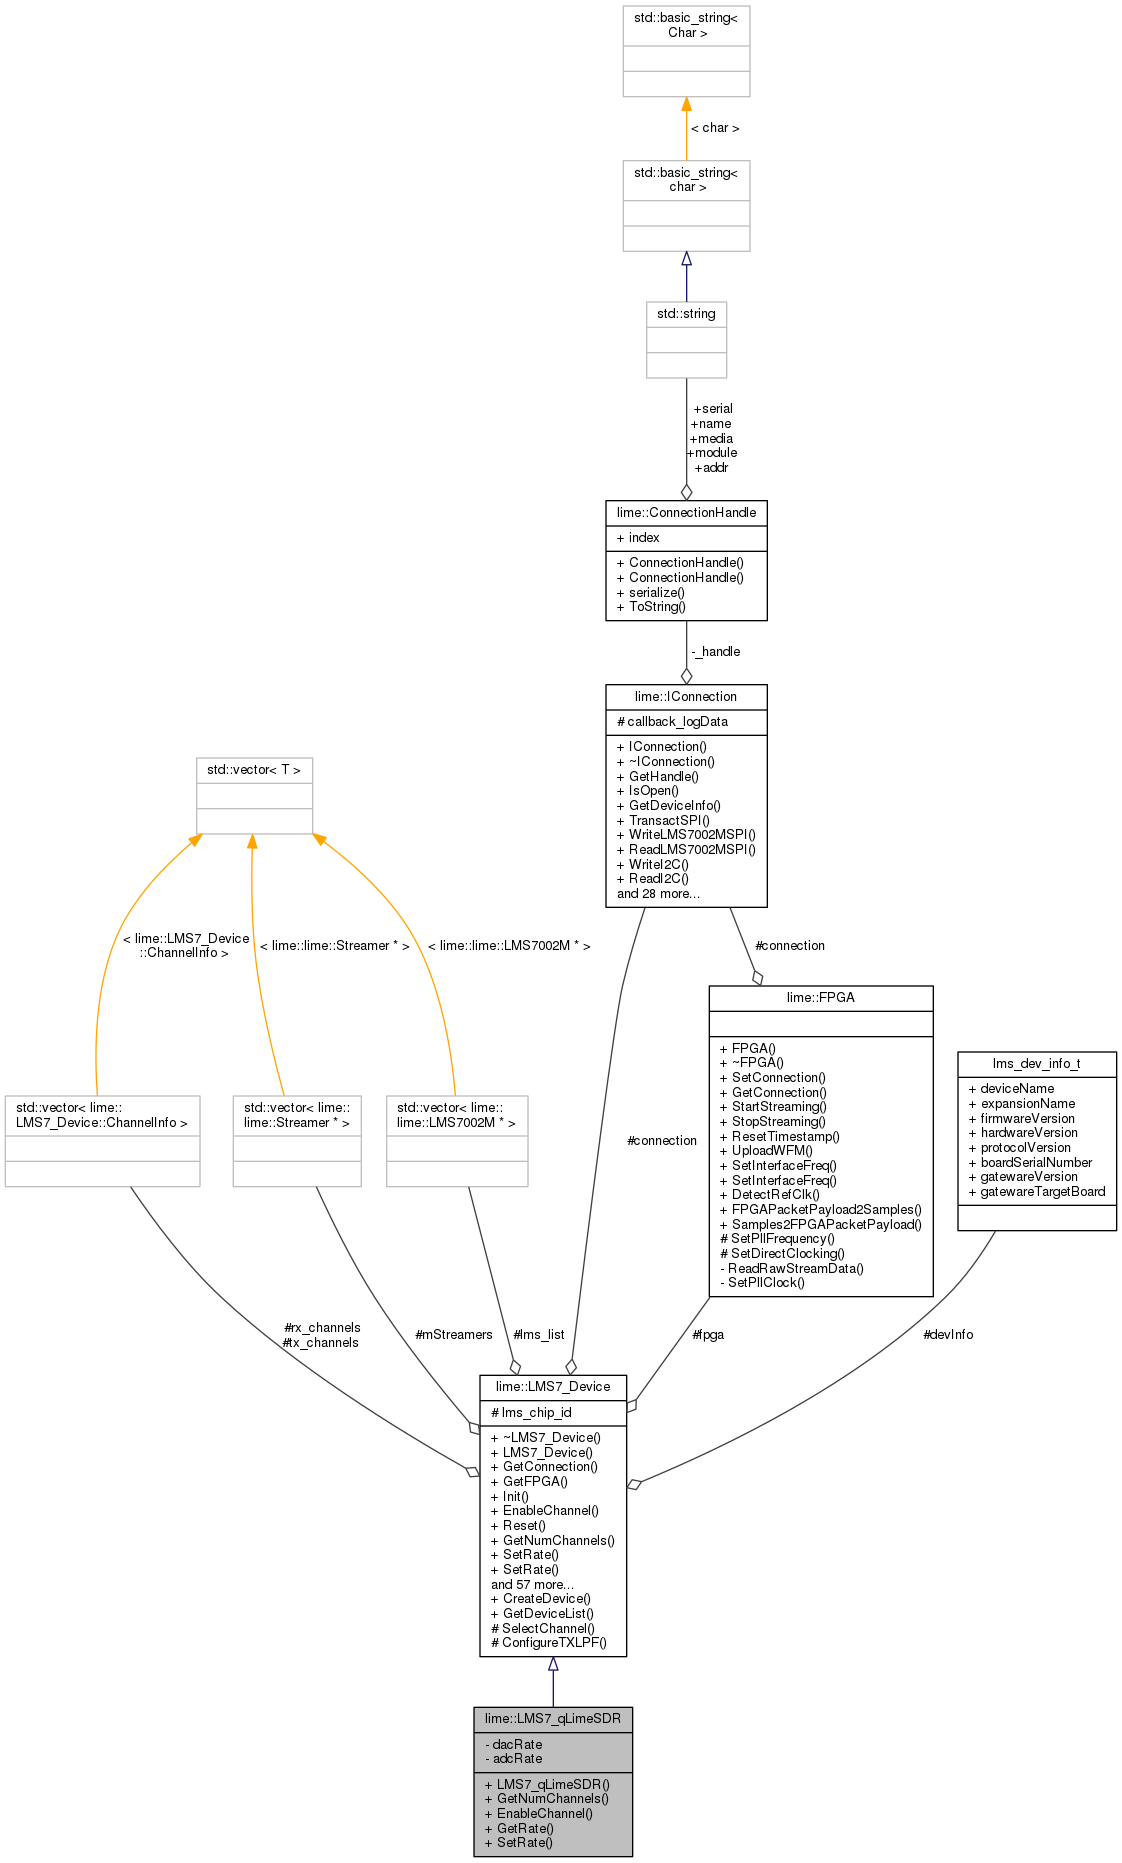 std::basic_string<
Char >
< char >
std::basic_string<
char >
std::string
+serial
+name
+media
+module
+addr
lime::ConnectionHandle
+ index
+ ConnectionHandle()
+ ConnectionHandle()
+ serialize()
+ ToString()
-_handle
lime::IConnection
# callback_logData
+ IConnection()
+ ~IConnection()
+ GetHandle()
+ IsOpen()
+ GetDeviceInfo()
+ TransactSPI()
+ WriteLMS7002MSPI()
+ ReadLMS7002MSPI()
+ WriteI2C()
+ ReadI2C()
and 28 more...
std::vector< T >
< lime::LMS7_Device
::ChannelInfo >
< lime::lime::Streamer * >
< lime::lime::LMS7002M * >
#connection
lime::FPGA
+ FPGA()
+ ~FPGA()
+ SetConnection()
+ GetConnection()
+ StartStreaming()
+ StopStreaming()
+ ResetTimestamp()
+ UploadWFM()
+ SetInterfaceFreq()
+ SetInterfaceFreq()
+ DetectRefClk()
+ FPGAPacketPayload2Samples()
+ Samples2FPGAPacketPayload()
# SetPllFrequency()
# SetDirectClocking()
- ReadRawStreamData()
- SetPllClock()
lms_dev_info_t
+ deviceName
+ expansionName
+ firmwareVersion
+ hardwareVersion
+ protocolVersion
+ boardSerialNumber
+ gatewareVersion
+ gatewareTargetBoard
std::vector< lime::
LMS7_Device::ChannelInfo >
std::vector< lime::
lime::Streamer * >
std::vector< lime::
lime::LMS7002M * >
#connection
#rx_channels
#tx_channels
#mStreamers
#lms_list
#fpga
#devInfo
lime::LMS7_Device
# lms_chip_id
+ ~LMS7_Device()
+ LMS7_Device()
+ GetConnection()
+ GetFPGA()
+ Init()
+ EnableChannel()
+ Reset()
+ GetNumChannels()
+ SetRate()
+ SetRate()
and 57 more...
+ CreateDevice()
+ GetDeviceList()
# SelectChannel()
# ConfigureTXLPF()
lime::LMS7_qLimeSDR
- dacRate
- adcRate
+ LMS7_qLimeSDR()
+ GetNumChannels()
+ EnableChannel()
+ GetRate()
+ SetRate()